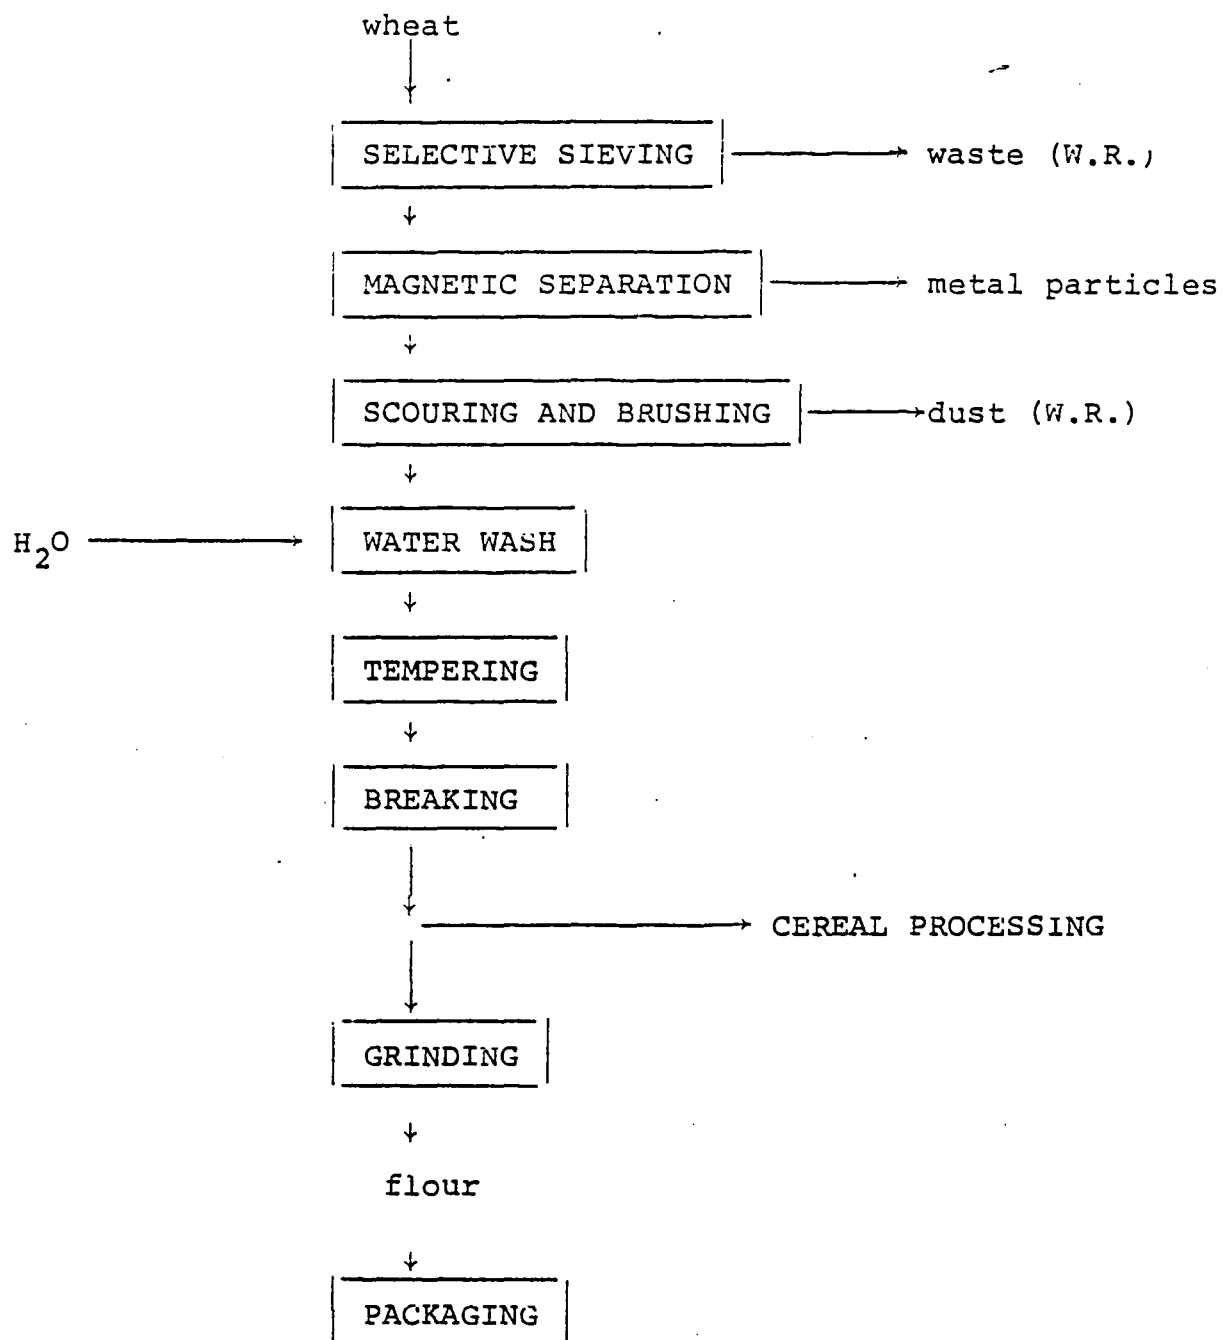 wheat
SELECTIVE SIEVING
waste (W.R.)
MAGNETIC SEPARATION
metal particles
SCOURING AND BRUSHING
dust (W.R.)
H₂O
WATER WASH
TEMPERING
BREAKING
CEREAL PROCESSING
GRINDING
flour
PACKAGING